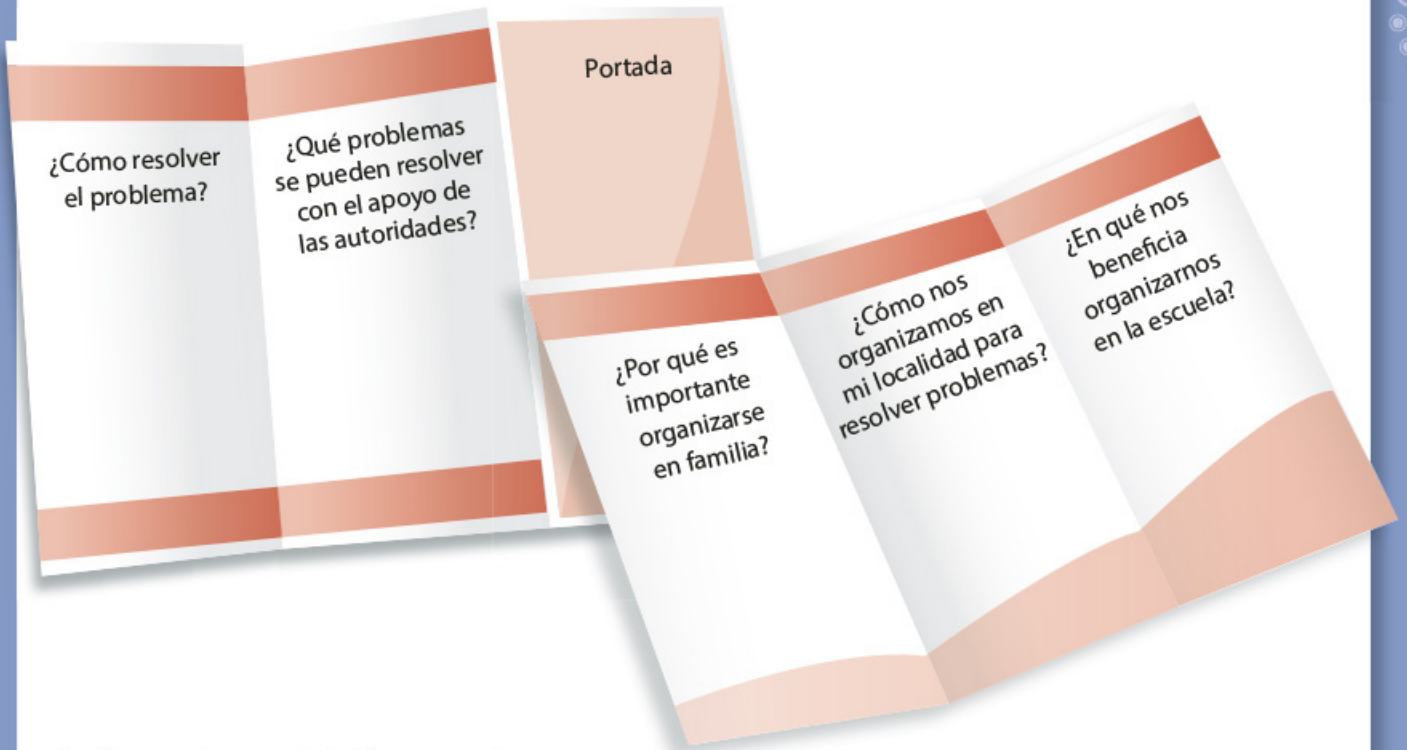 ¿Cómo resolver
el problema?
¿Qué problemas
se pueden resolver
con el apoyo de
las autoridades?
Portada
¿Por qué es
importante
organizarse
en familia?
¿Cómo nos
organizamos en
mi localidad para
resolver problemas?
¿En qué nos
beneficia
organizarnos
en la escuela?